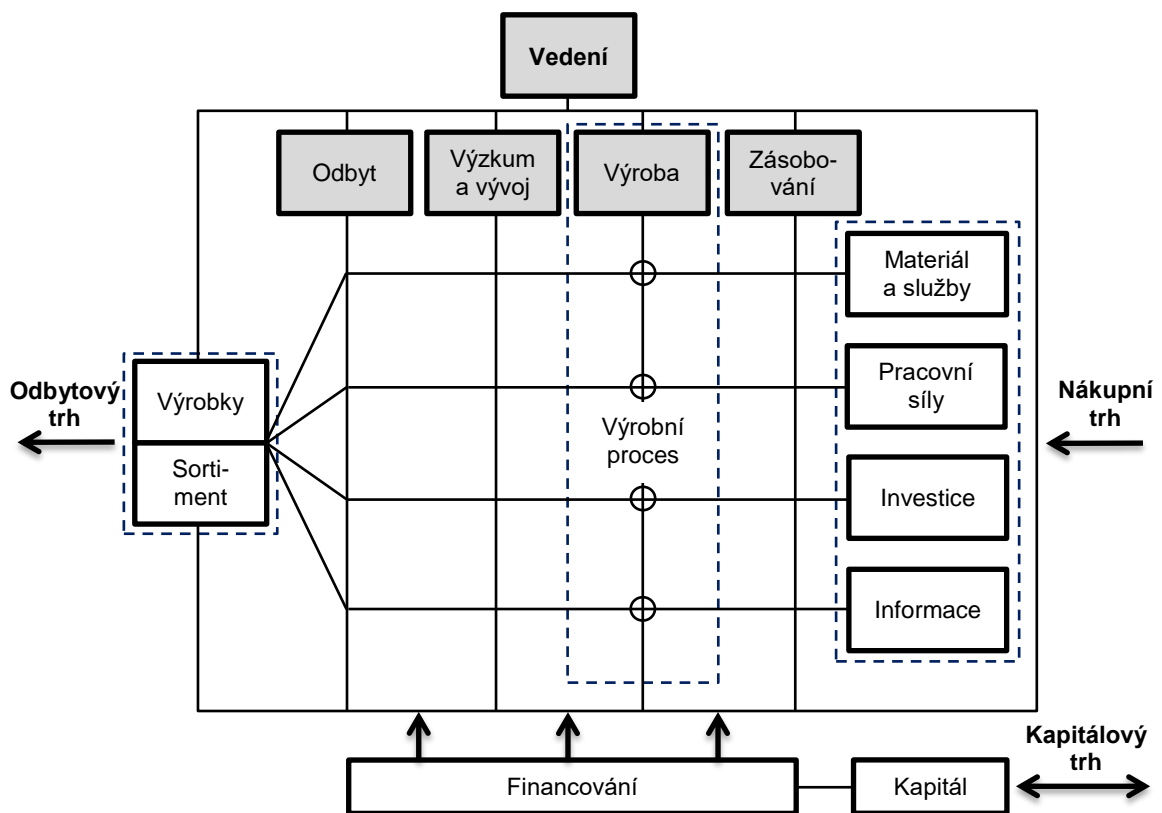 Vedení
Odbyt
Výzkum
a vývoj
Výroba
Zásobo-
vání
Materiál
a služby
Pracovní
síly
Investice
Informace
Výrobní
proces
Odbytový
trh
Výrobky
Sorti-
ment
Nákupní
trh
Financování
Kapitál
Kapitálový
trh